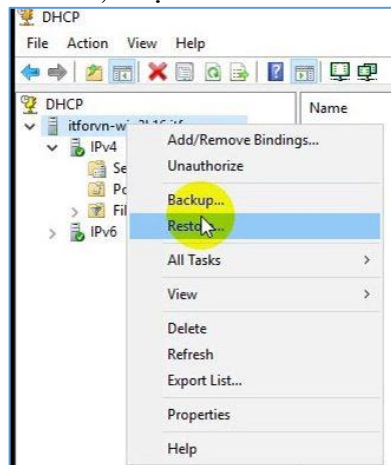 DHCP
File Action View Help
DHCP
Name
IPv4
IPv6
Add/Remove Bindings...
Unauthorize
Backup...
All Tasks
View
Delete
Refresh
Export List...
Properties
Help